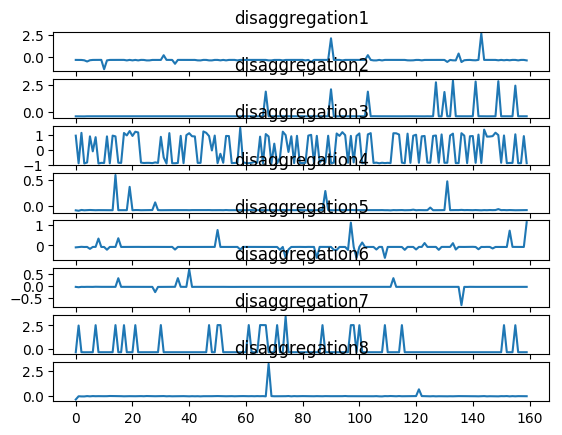 disaggregation1
2.5
0.0
disaggregation2
2.5
0.0
disaggregation3
1
0
−1
disaggregation4
0.5
0.0
disaggregation5
1
0
disaggregation6
0.5
0.0
−0.5
disaggregation7
2.5
0.0
disaggregation8
2.5
0.0
0 20 40 60 80 100 120 140 160